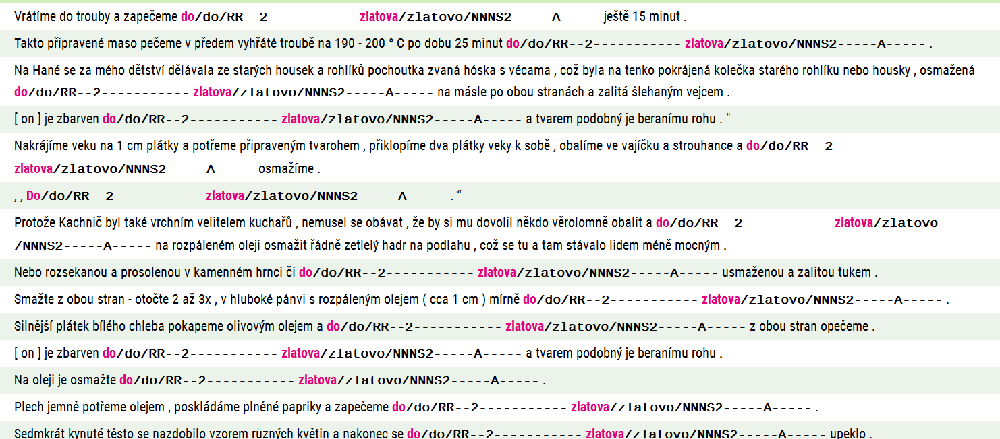 Vrátíme do trouby a zapečeme do/do/RR--2----------- zlatova/zlatovo/NNNS2-----A----- ještě 15 minut .
Takto připravené maso pečeme v předem vyhřáté troubě na 190 - 200 ° C po dobu 25 minut do/do/RR--2----------- zlatova/zlatovo/NNNS2-----A----- .
Na Hané se za mého dětství dělávala ze starých housek a rohlíků pochoutka zvaná hóska s vécama , což byla na tenko pokrájená kolečka starého rohlíku nebo housky , osmažená
do/do/RR--2----------- zlatova/zlatovo/NNNS2-----A----- na másle po obou stranách a zalitá šlehaným vejcem .
[ on ] je zbarven do/do/RR--2----------- zlatova/zlatovo/NNNS2-----A----- a tvarem podobný je beranímu rohu . "
Nakrájíme veku na 1 cm plátky a potřeme připraveným tvarohem , přiklopíme dva plátky veky k sobě , obalíme ve vajíčku a strouhance a do/do/RR--2-----------
zlatova/zlatovo/NNNS2-----A----- osmažíme .
, , Do/do/RR--2----------- zlatova/zlatovo/NNNS2-----A----- . “
Protože Kachnič byl také vrchním velitelem kuchařů , nemusel se obávat , že by si mu dovolil někdo věrolomně obalit a do/do/RR--2----------- zlatova/zlatovo
/NNNS2-----A----- na rozpáleném oleji osmažit řádně zetlelý hadr na podlahu , což se tu a tam stávalo lidem méně mocným .
Nebo rozsekanou a prosolenou v kamenném hrnci či do/do/RR--2----------- zlatova/zlatovo/NNNS2-----A----- usmaženou a zalitou tukem .
Smažte z obou stran - otočte 2 až 3x , v hluboké pánvi s rozpáleným olejem ( cca 1 cm ) mírně do/do/RR--2----------- zlatova/zlatovo/NNNS2-----A----- .
Silnější plátek bílého chleba pokapeme olivovým olejem a do/do/RR--2----------- zlatova/zlatovo/NNNS2-----A----- z obou stran opečeme .
[ on ] je zbarven do/do/RR--2----------- zlatova/zlatovo/NNNS2-----A----- a tvarem podobný je beranímu rohu .
Na oleji je osmažte do/do/RR--2----------- zlatova/zlatovo/NNNS2-----A----- .
Plech jemně potřeme olejem , poskládáme plněné papriky a zapečeme do/do/RR--2----------- zlatova/zlatovo/NNNS2-----A----- .
Sedmkrát kynuté těsto se nazdobilo vzorem různých květin a nakonec se do/do/RR--2----------- zlatova/zlatovo/NNNS2-----A----- upeklo .